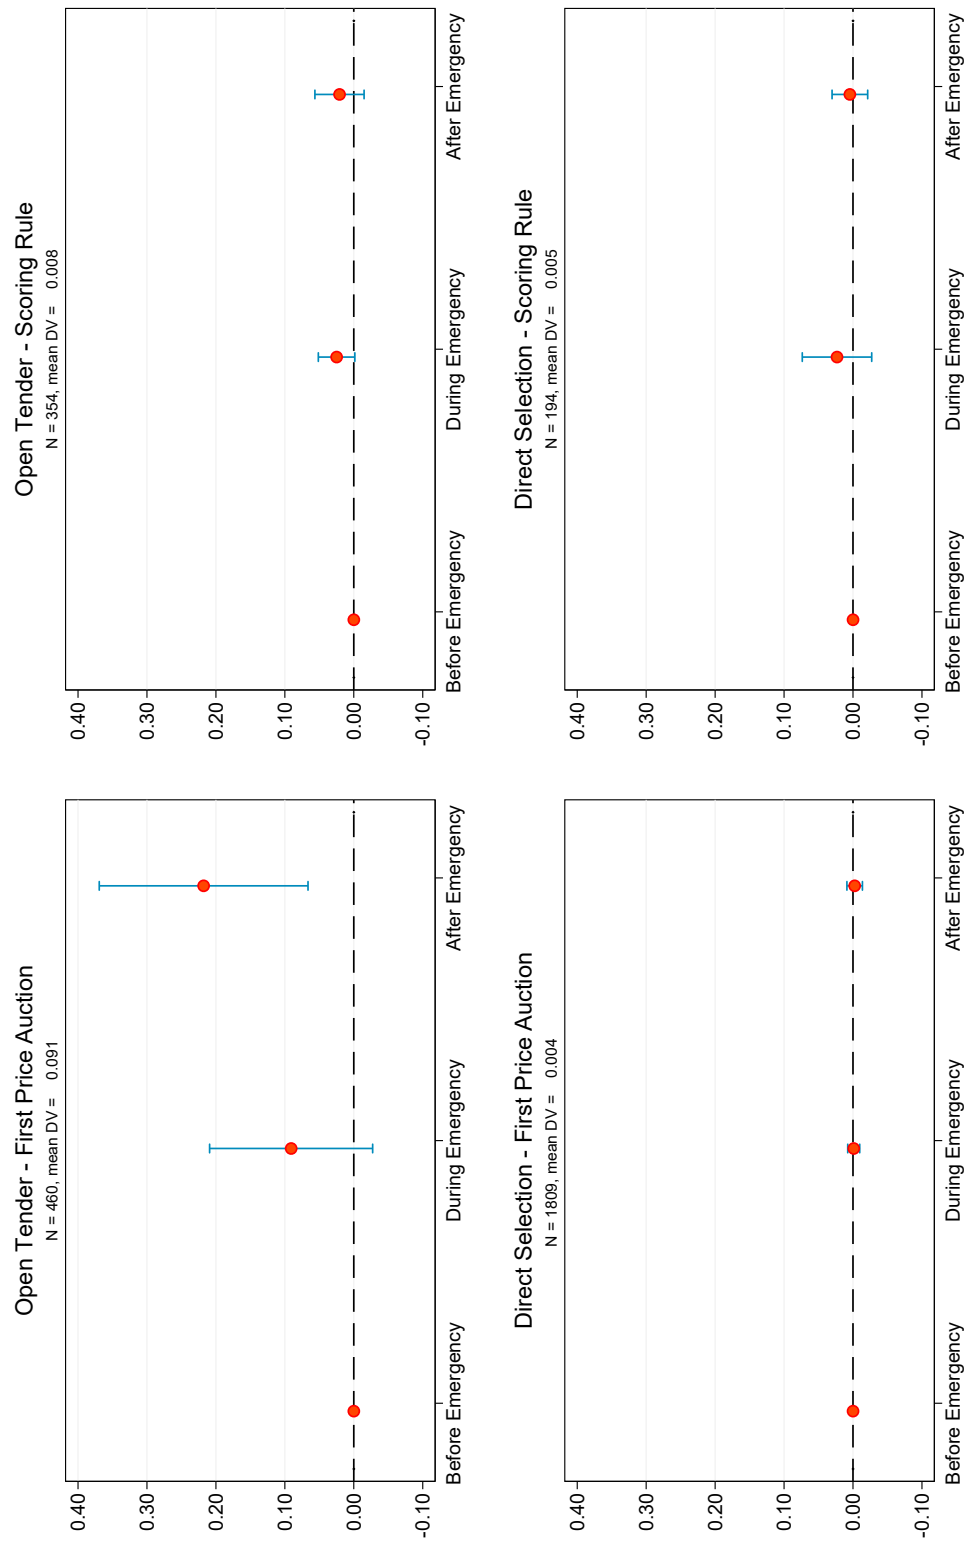 Open Tender - First Price Auction
N = 460, mean DV = 0.091
0.40
0.30
0.20
0.10
0.00
-0.10
Before Emergency
During Emergency
After Emergency
Open Tender - Scoring Rule
N = 354, mean DV = 0.008
0.40
0.30
0.20
0.10
0.00
-0.10
Before Emergency
During Emergency
After Emergency
Direct Selection - First Price Auction
N = 1809, mean DV = 0.004
0.40
0.30
0.20
0.10
0.00
-0.10
Before Emergency
During Emergency
After Emergency
Direct Selection - Scoring Rule
N = 194, mean DV = 0.005
0.40
0.30
0.20
0.10
0.00
-0.10
Before Emergency
During Emergency
After Emergency